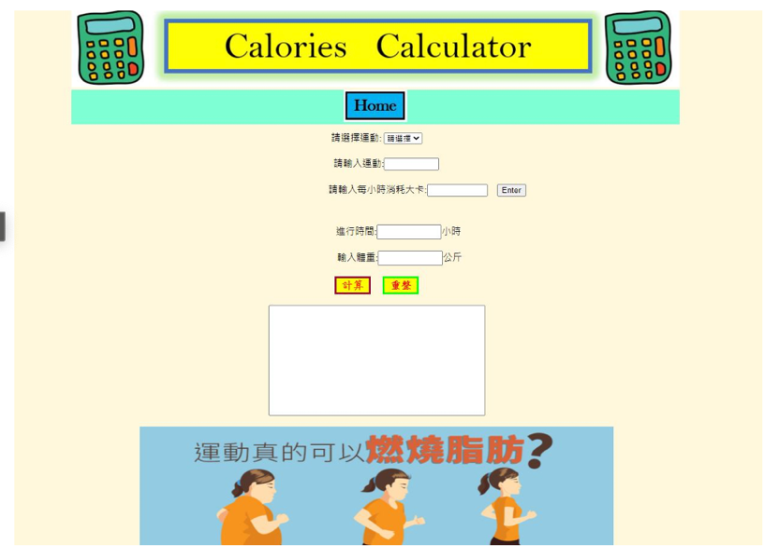 Calories Calculator
Home
請選擇運動: 請選擇
請輸入運動:
請輸入每小時消耗大卡: Enter
進行時間: 小時
輸入體重: 公斤
計算 重整
運動真的可以燃燒脂肪?